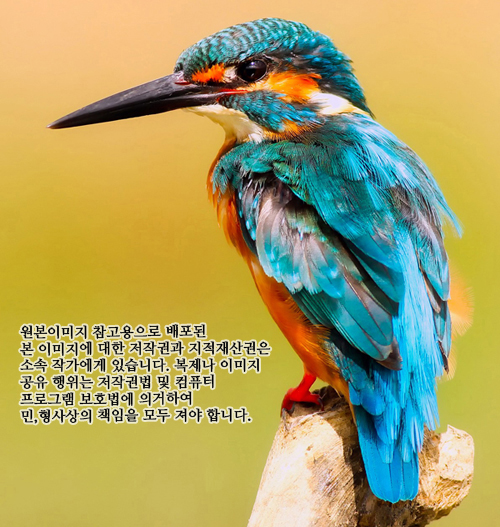 원본이미지 참고용으로 배포된
본 이미지에 대한 저작권과 지적재산권은
소속 작가에게 있습니다. 복제나 이미지
공유 행위는 저작권법 및 컴퓨터
프로그램 보호법에 의거하여
민,형사상의 책임을 모두 져야 합니다.